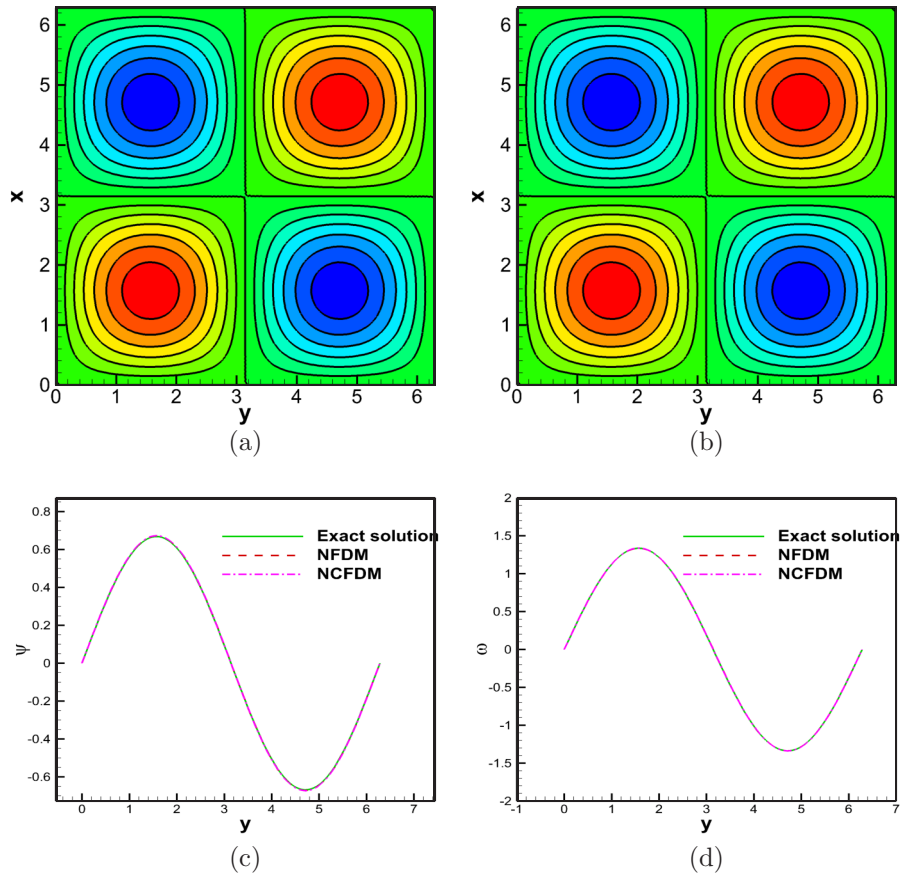 6
5
4
3
2
1
0
x
0 1 2 3 4 5 6
y
(a)
6
5
4
3
2
1
0
x
0 1 2 3 4 5 6
y
(b)
0.8
0.6
0.4
0.2
0
-0.2
-0.4
-0.6
ψ
Exact solution
NFDM
NCFDM
0 1 2 3 4 5 6 7
y
(c)
2
1.5
1
0.5
0
-0.5
-1
-1.5
-2
ω
Exact solution
NFDM
NCFDM
-1 0 1 2 3 4 5 6 7
y
(d)